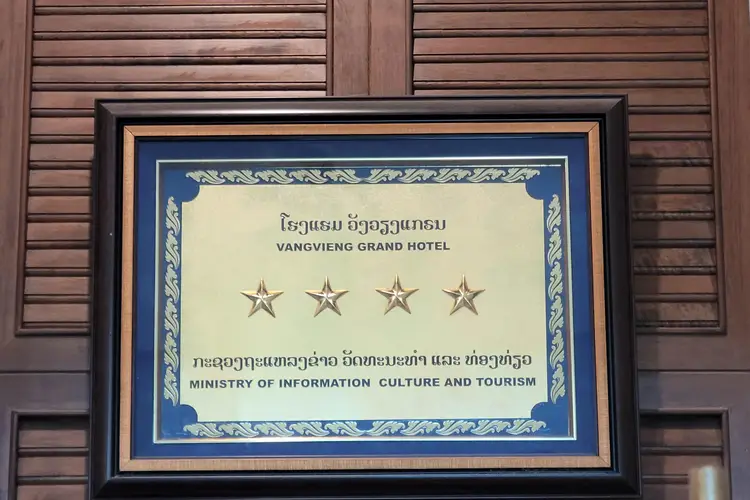 ໂຮງແຮມ ວັງວຽງແກຣນ
VANGVIENG GRAND HOTEL
ກະຊວງຖະແຫລງຂ່າວ ວັດທະນະທຳ ແລະ ທ່ອງທ່ຽວ
MINISTRY OF INFORMATION CULTURE AND TOURISM